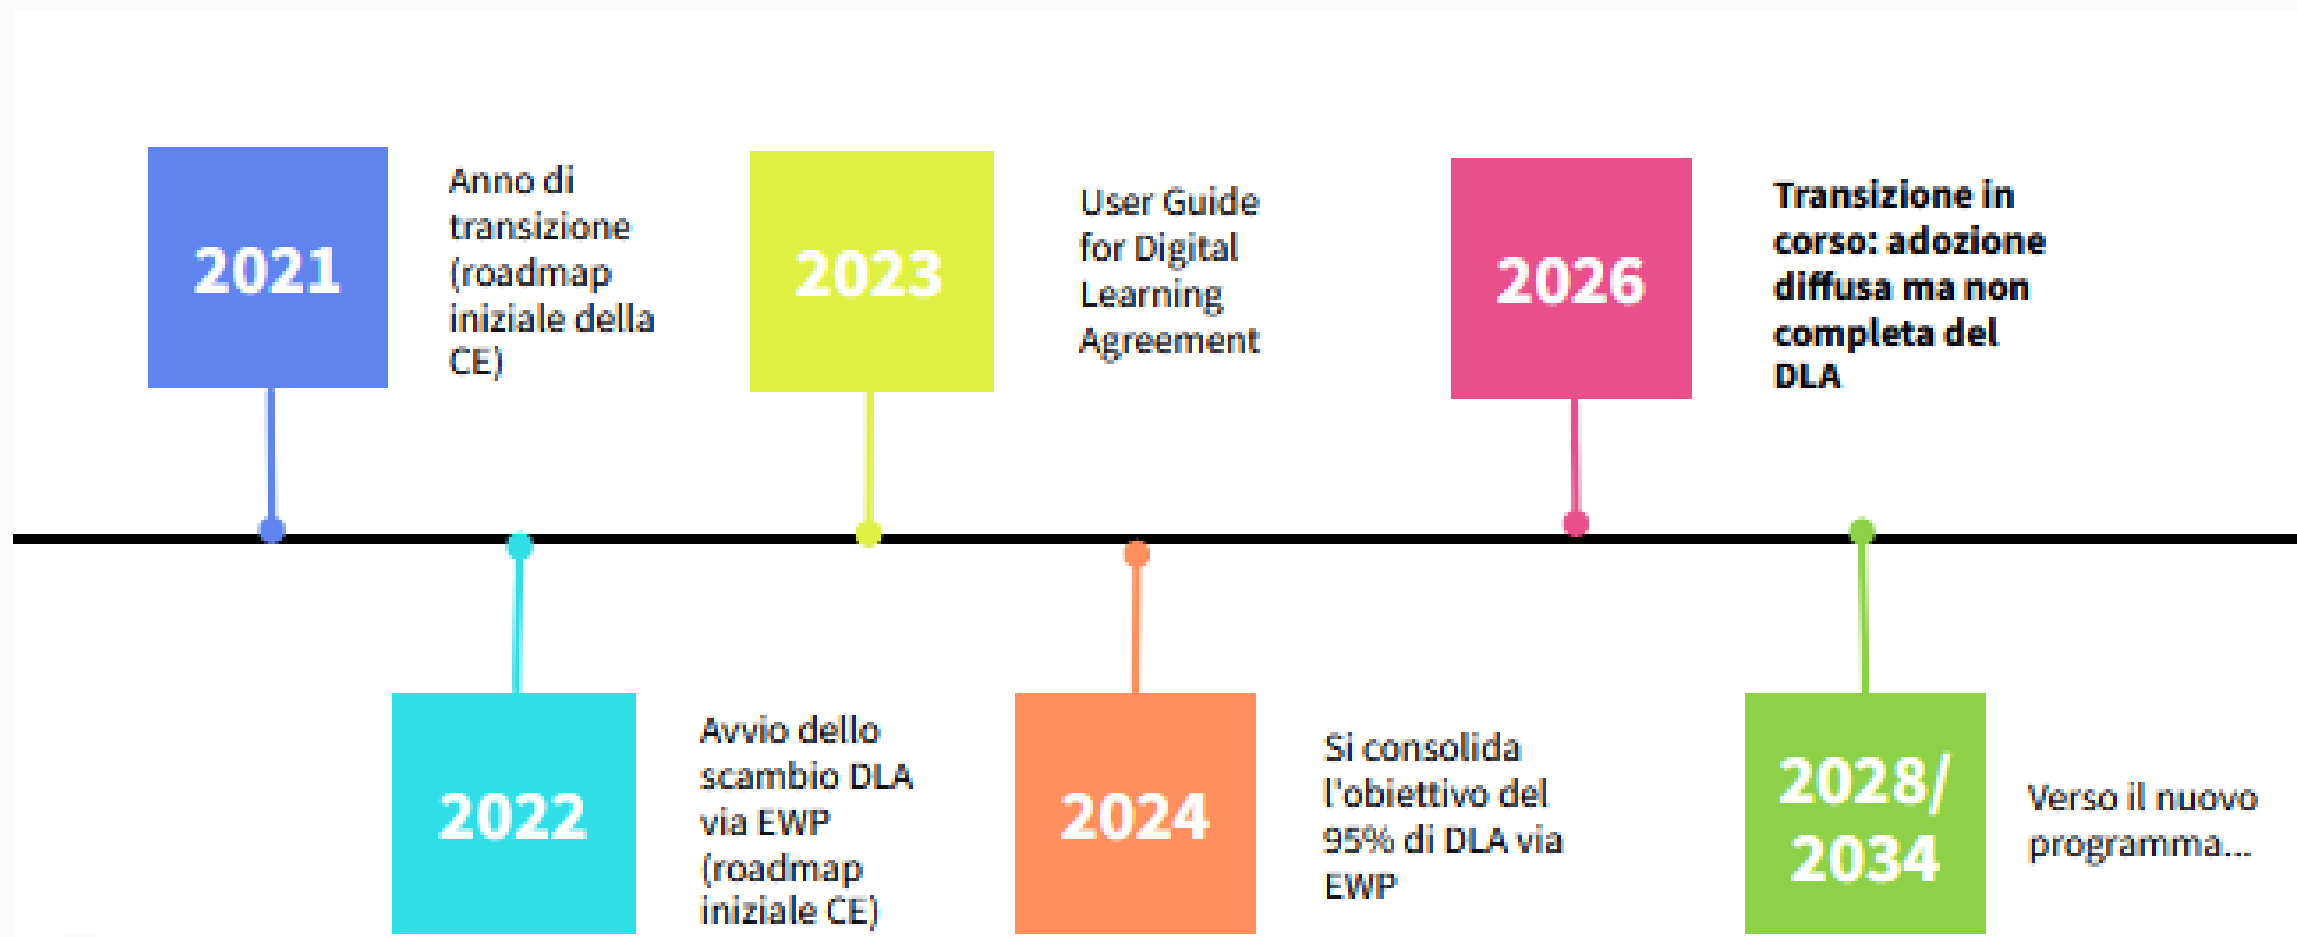 2021
Anno di
transizione
(roadmap
iniziale della
CE)
2022
Avvio dello
scambio DLA
via EWP
(roadmap
iniziale CE)
2023
User Guide
for Digital
Learning
Agreement
2024
Si consolida
l'obiettivo del
95% di DLA via
EWP
2026
Transizione in
corso: adozione
diffusa ma non
completa del
DLA
2028/
2034
Verso il nuovo
programma...